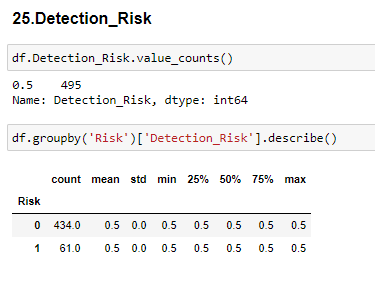 25.Detection_Risk
df.Detection_Risk.value_counts()
0.5    495
Name: Detection_Risk, dtype: int64
df.groupby('Risk')['Detection_Risk'].describe()
count mean std min 25% 50% 75% max
Risk
0 434.0 0.5 0.0 0.5 0.5 0.5 0.5 0.5
1 61.0 0.5 0.0 0.5 0.5 0.5 0.5 0.5